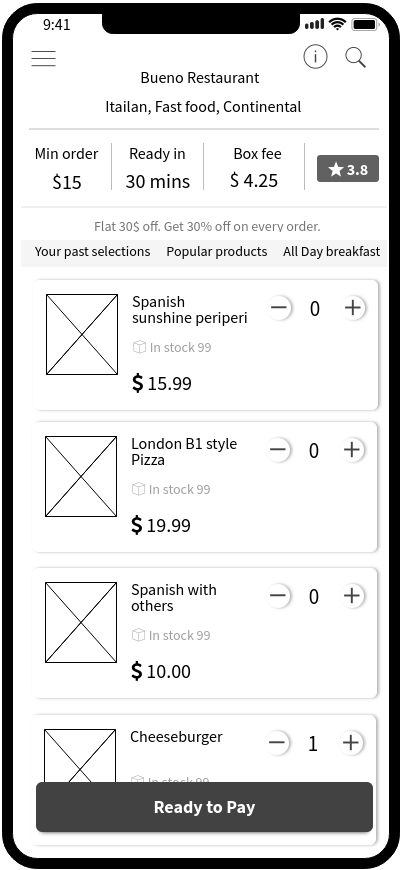 9:41
Bueno Restaurant
Itailan, Fast food, Continental
Min order
Ready in
Box fee
$15
30 mins
$ 4.25
★ 3.8
Flat 30$ off. Get 30% off on every order.
Your past selections
Popular products
All Day breakfast
Spanish
sunshine periperi
0
In stock 99
$ 15.99
London B1 style
Pizza
0
In stock 99
$ 19.99
Spanish with
others
0
In stock 99
$ 10.00
Cheeseburger
1
In stock 99
Ready to Pay